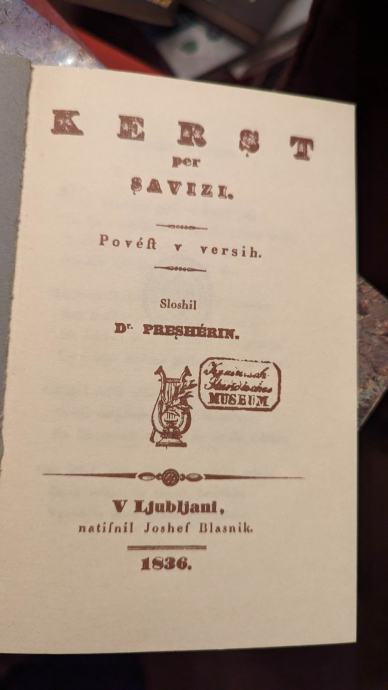 KERST
per
SAVIZI.
Povéſt v versih.
Sloshil
Dr. PRESHÉRIN.
MUSEUM
V Ljubljani,
natiſnil Joshef Blasnik.
1836.